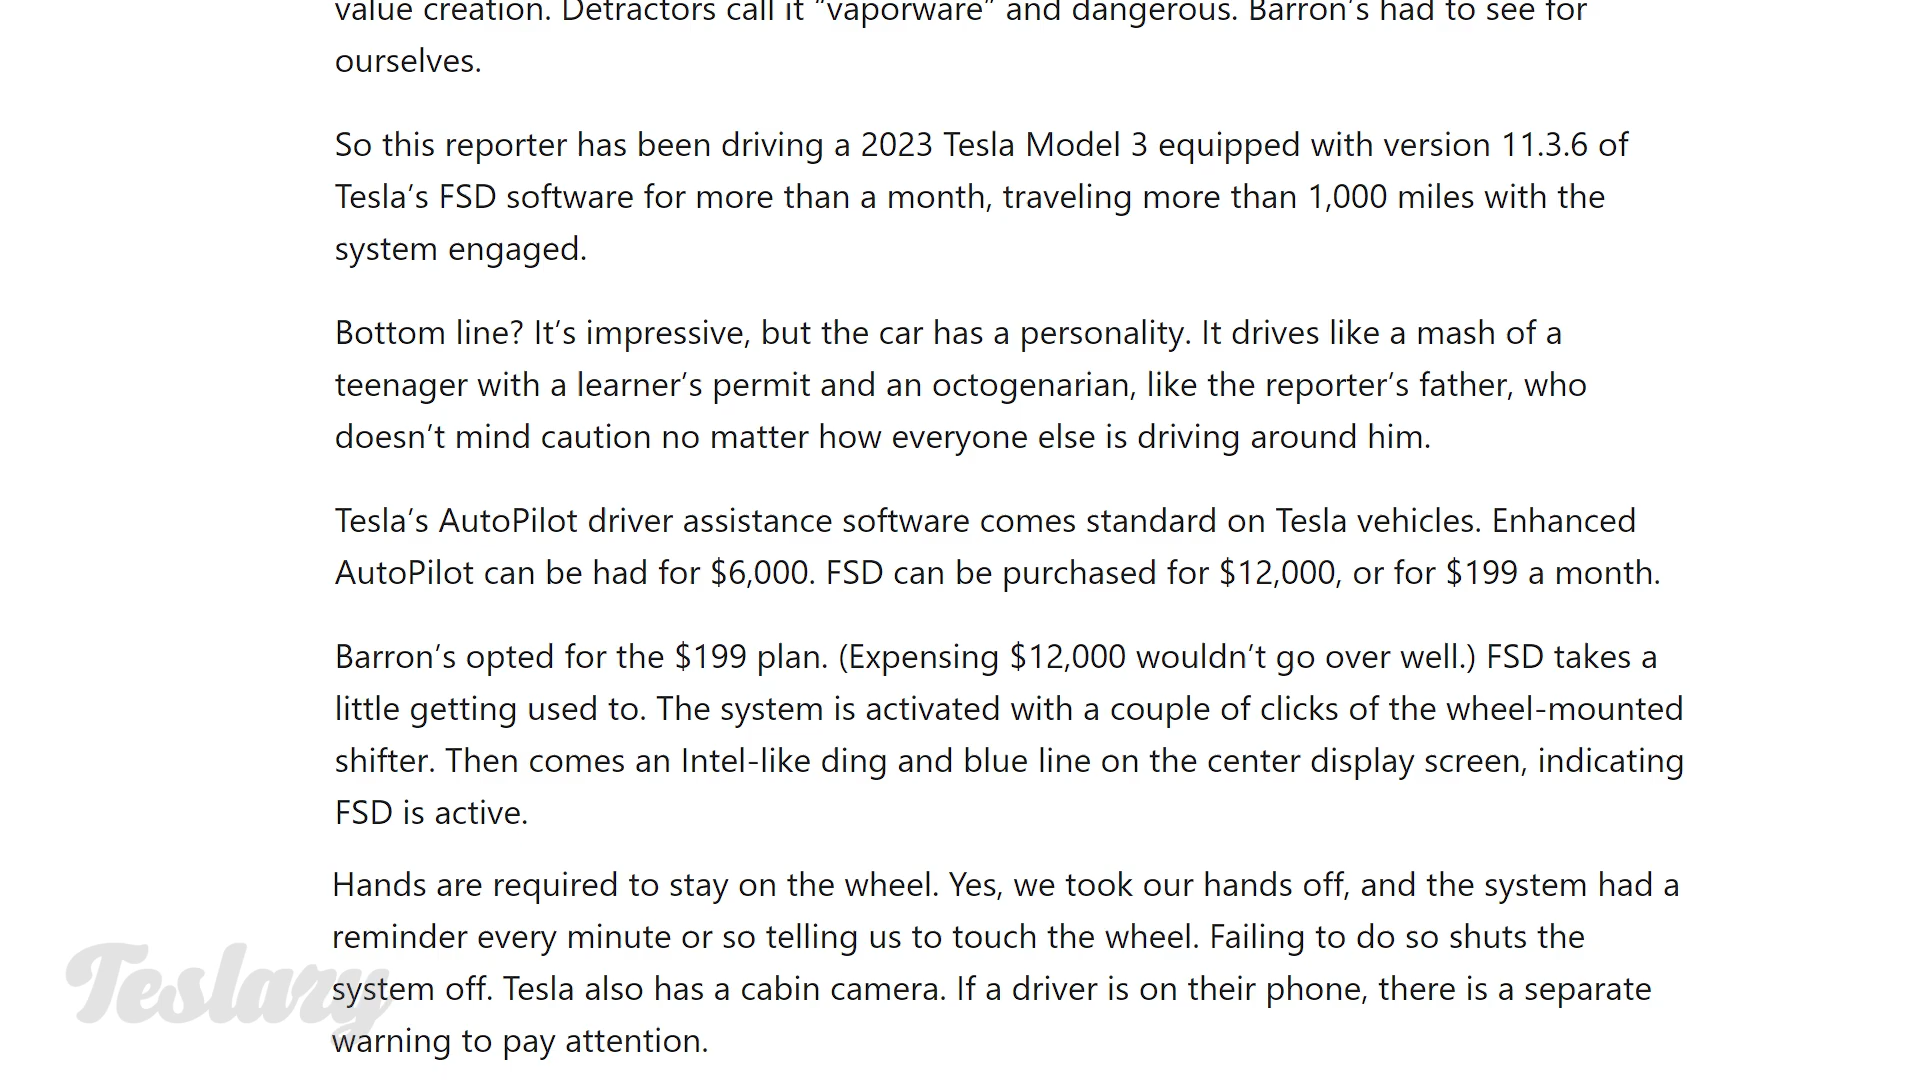 value creation. Detractors call it “vaporware” and dangerous. Barron’s had to see for
ourselves.
So this reporter has been driving a 2023 Tesla Model 3 equipped with version 11.3.6 of
Tesla’s FSD software for more than a month, traveling more than 1,000 miles with the
system engaged.
Bottom line? It’s impressive, but the car has a personality. It drives like a mash of a
teenager with a learner’s permit and an octogenarian, like the reporter’s father, who
doesn’t mind caution no matter how everyone else is driving around him.
Tesla’s AutoPilot driver assistance software comes standard on Tesla vehicles. Enhanced
AutoPilot can be had for $6,000. FSD can be purchased for $12,000, or for $199 a month.
Barron’s opted for the $199 plan. (Expensing $12,000 wouldn’t go over well.) FSD takes a
little getting used to. The system is activated with a couple of clicks of the wheel-mounted
shifter. Then comes an Intel-like ding and blue line on the center display screen, indicating
FSD is active.
Hands are required to stay on the wheel. Yes, we took our hands off, and the system had a
reminder every minute or so telling us to touch the wheel. Failing to do so shuts the
system off. Tesla also has a cabin camera. If a driver is on their phone, there is a separate
warning to pay attention.
Teslary